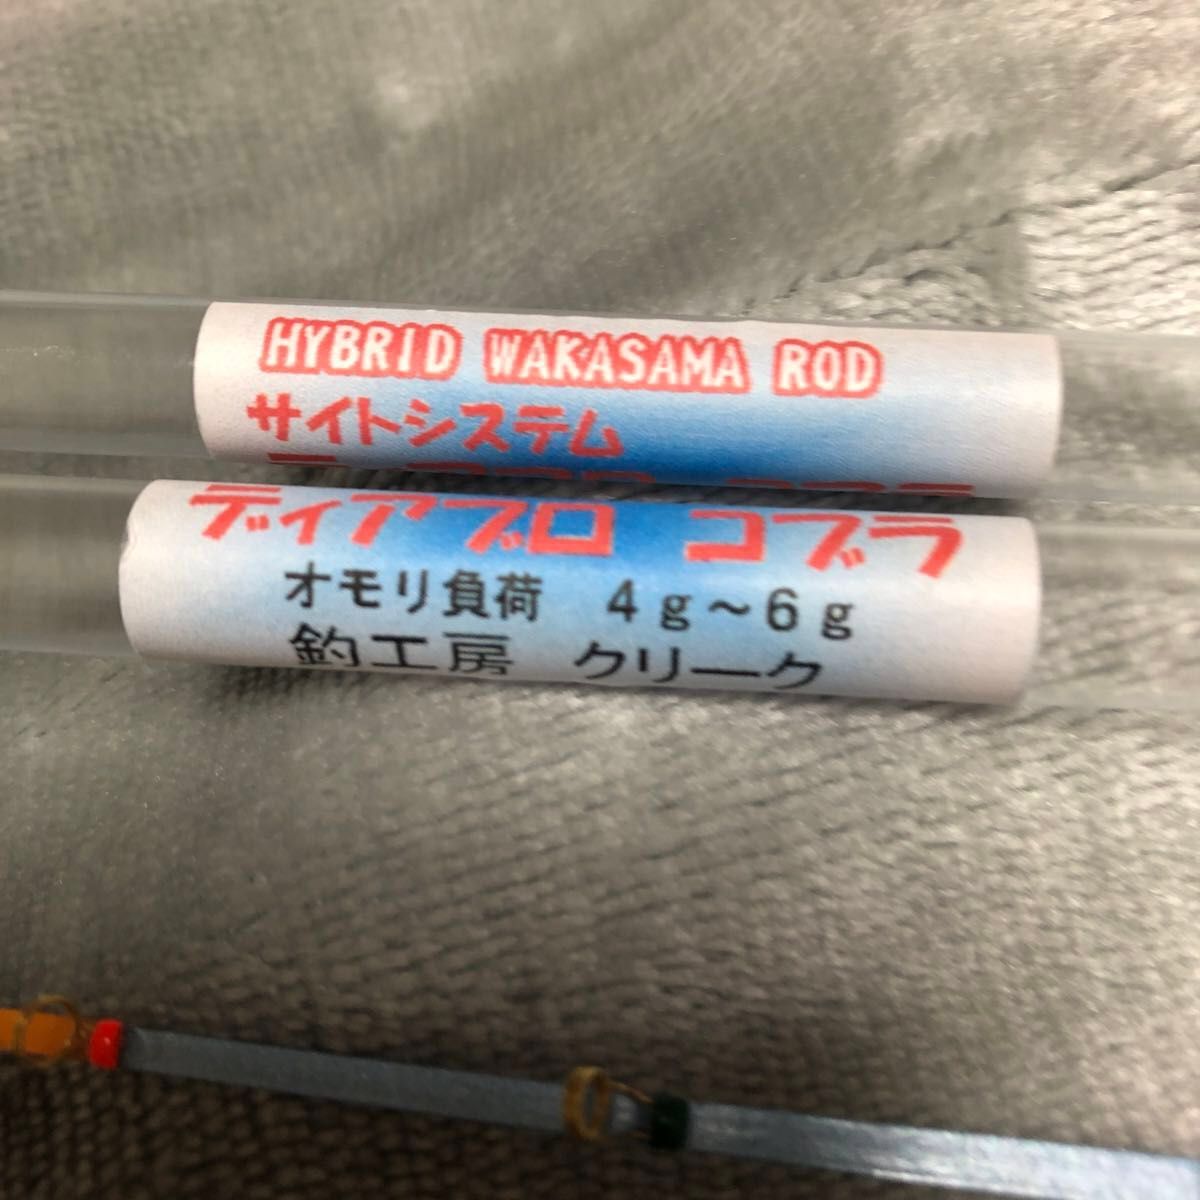 HYBRID WAKASAMA ROD
サイトシステム
ディアブロ コブラ
オモリ負荷 4g～6g
釣工房 クリーク